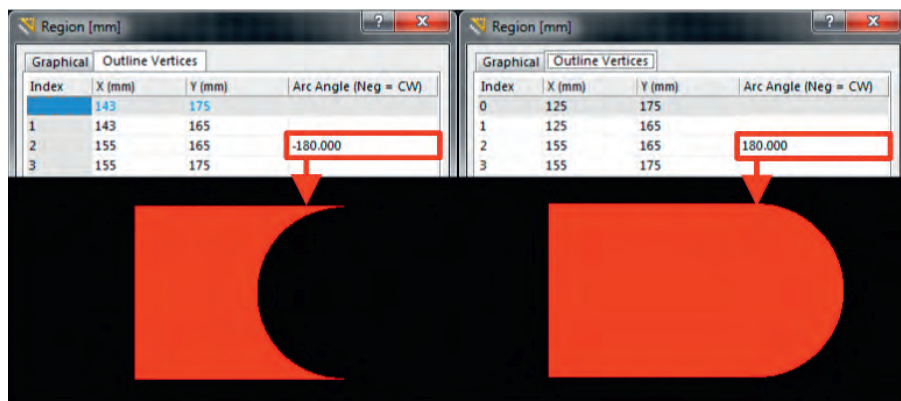 Region [mm]
Graphical Outline Vertices
Index X (mm) Y (mm) Arc Angle (Neg = CW)
143 175
1 143 165
2 155 165 -180.000
3 155 175
Region [mm]
Graphical Outline Vertices
Index X (mm) Y (mm) Arc Angle (Neg = CW)
0 125 175
1 125 165
2 155 165 180.000
3 155 175